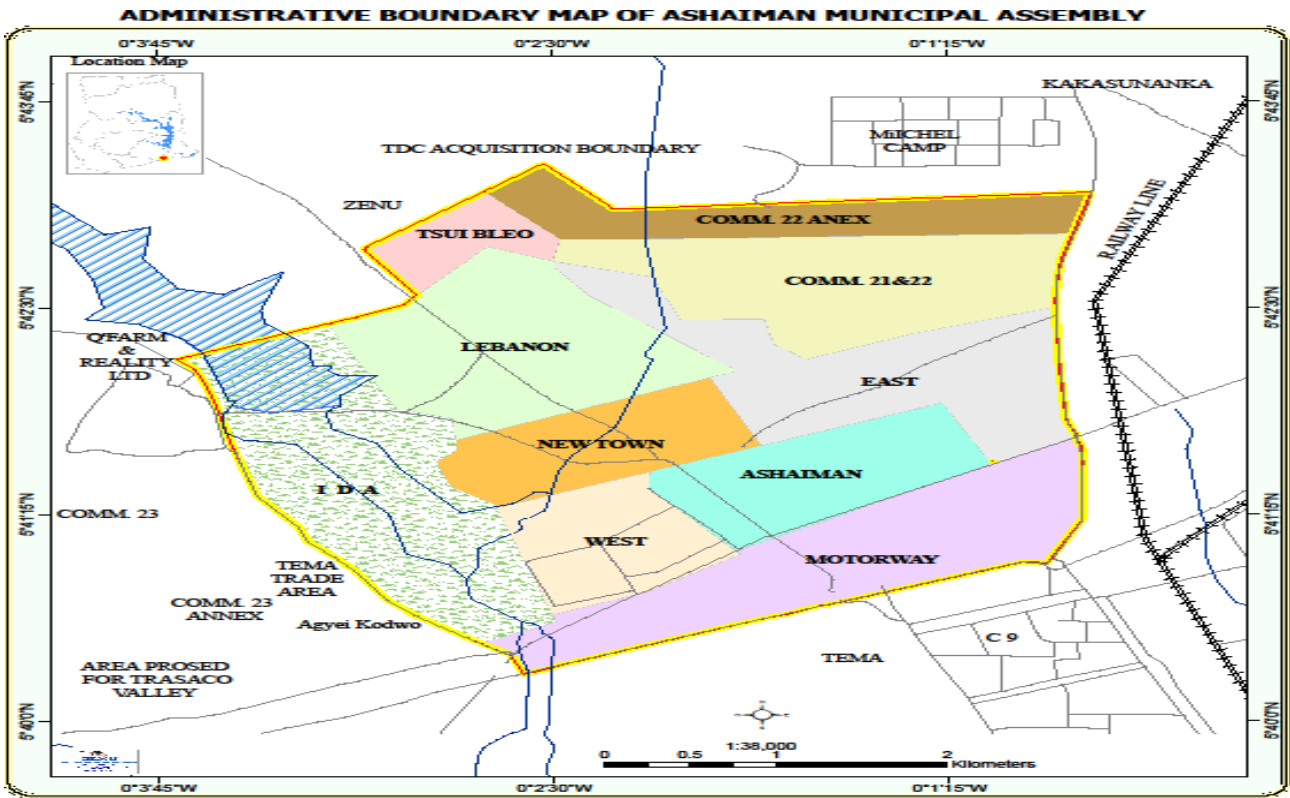 ADMINISTRATIVE BOUNDARY MAP OF ASHAIMAN MUNICIPAL ASSEMBLY
0°3'45"W
0°2'30"W
0°1'15"W
Location Map
KAKASUNANKA
5°43'45"N
5°43'45"N
MiICHEL
CAMP
TDC ACQUISITION BOUNDARY
ZENU
RAILWAY LINE
COMM. 22 ANEX
TSUI BLEO
COMM. 21&22
5°42'30"N
5°42'30"N
Q'FARM
&
REALITY
LTD
LEBANON
EAST
NEW TOWN
ASHAIMAN
I D A
COMM. 23
5°41'15"N
5°41'15"N
WEST
MOTORWAY
TEMA
TRADE
AREA
COMM. 23
ANNEX
Agyei Kodwo
C 9
TEMA
AREA PROSED
FOR TRASACO
VALLEY
5°40'0"N
5°40'0"N
1:38,000
0 0.5 1 2
Kilometers
0°3'45"W
0°2'30"W
0°1'15"W